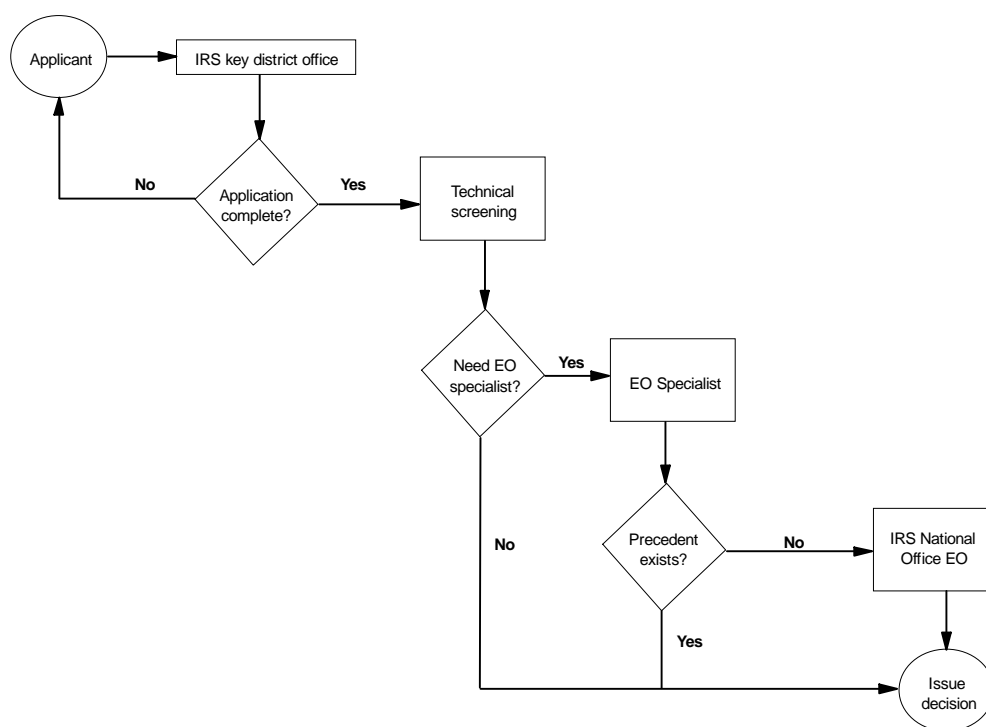 Applicant
IRS key district office
No
Yes
Application
complete?
Technical
screening
Need EO
specialist?
Yes
EO Specialist
No
Precedent
exists?
No
IRS National
Office EO
Yes
Issue
decision